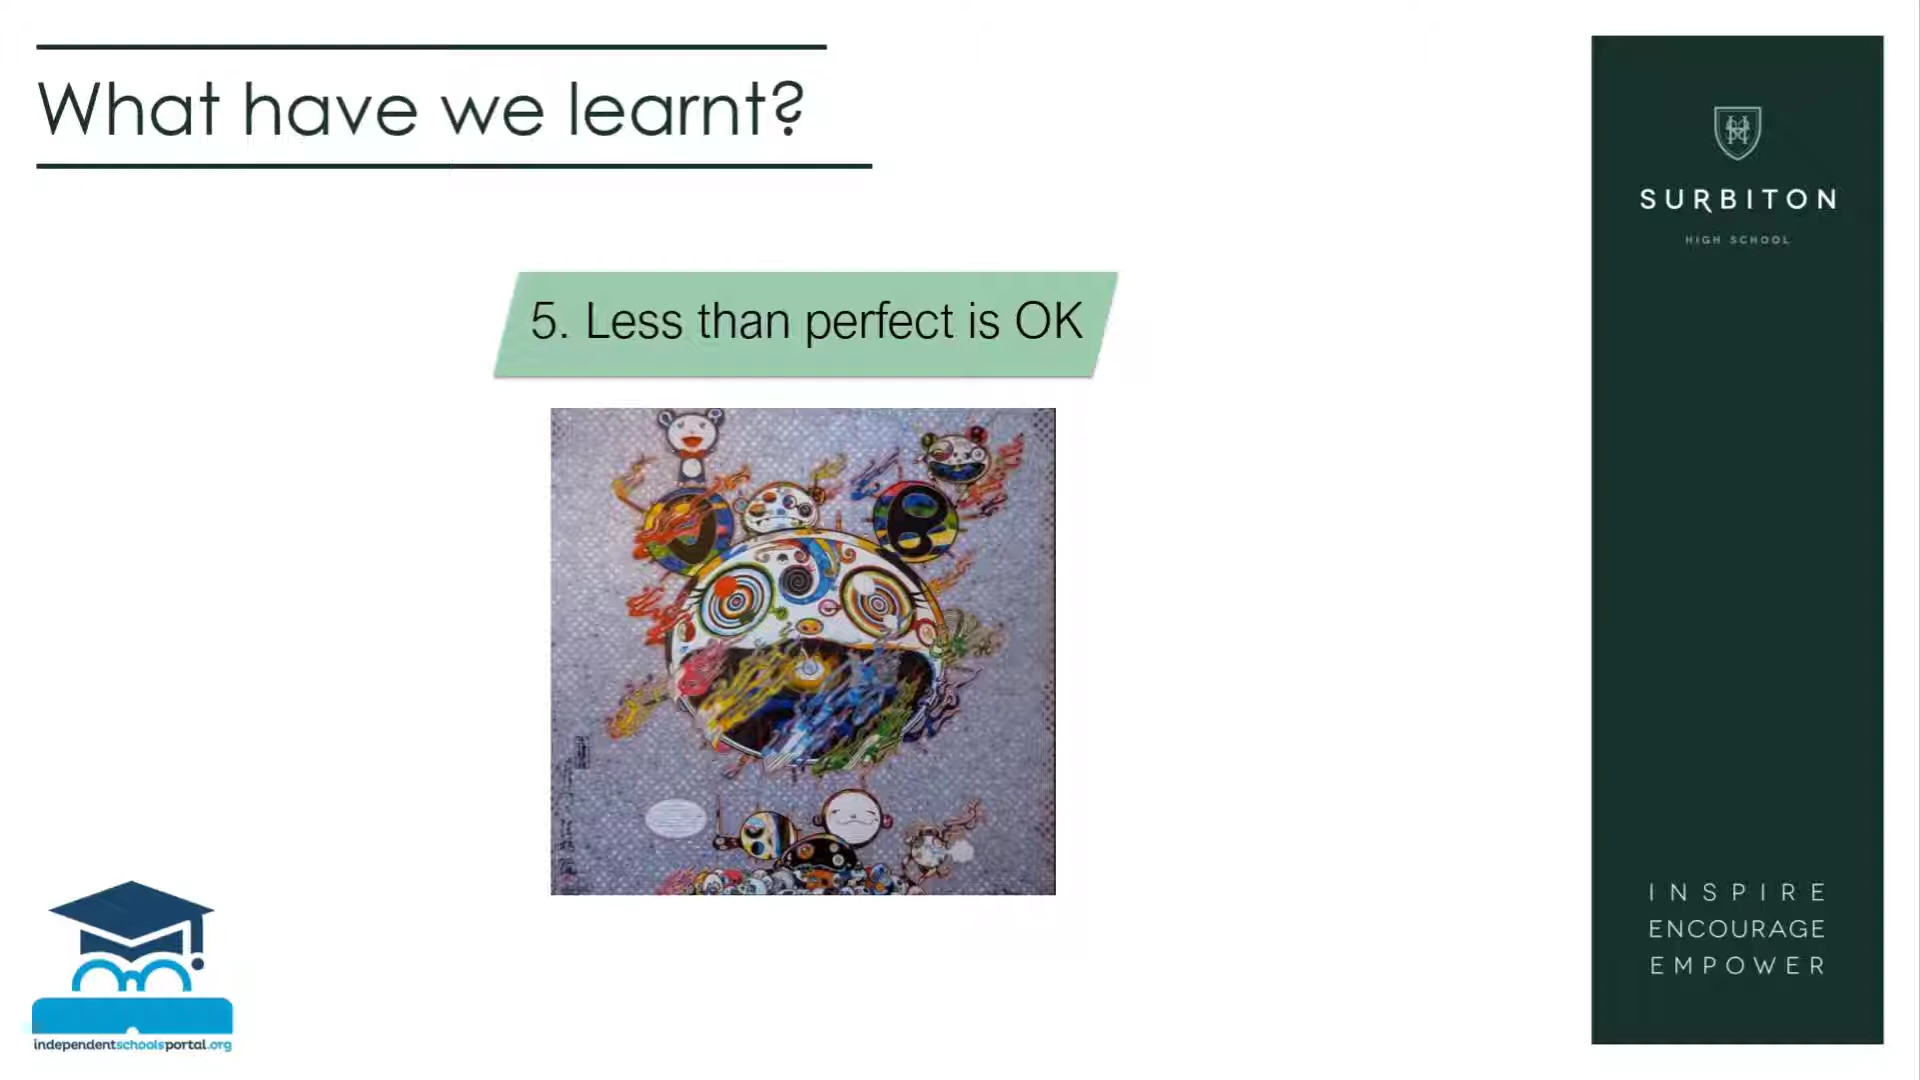 What have we learnt?
5. Less than perfect is OK
SURBITON
HIGH SCHOOL
INSPIRE
ENCOURAGE
EMPOWER
independentschoolsportal.org